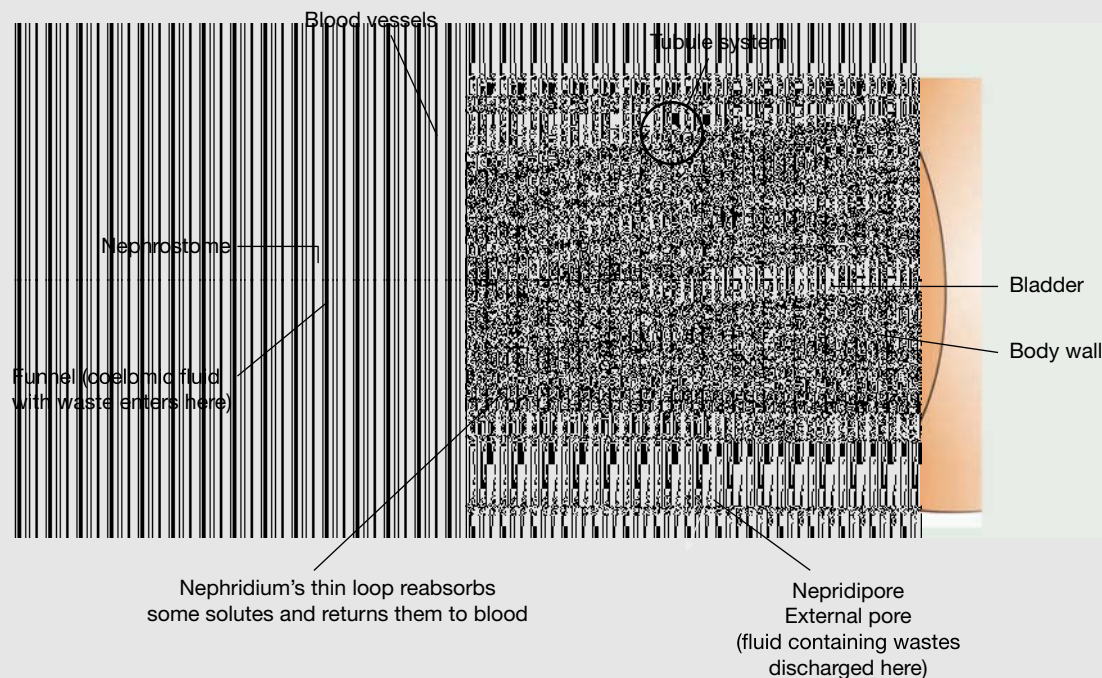 Blood vessels
Tubule system
Nephrostome
Bladder
Body wall
Funnel (coelomic fluid
with waste enters here)
Nephridium's thin loop reabsorbs
some solutes and returns them to blood
Nepridipore
External pore
(fluid containing wastes
discharged here)